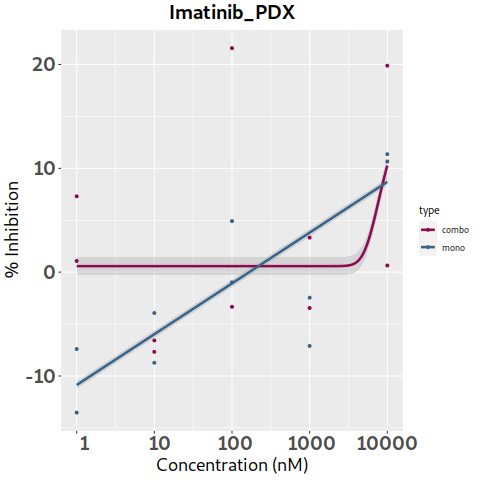 Imatinib_PDX
20
10
0
-10
% Inhibition
1 10 100 1000 10000
Concentration (nM)
type
combo
mono